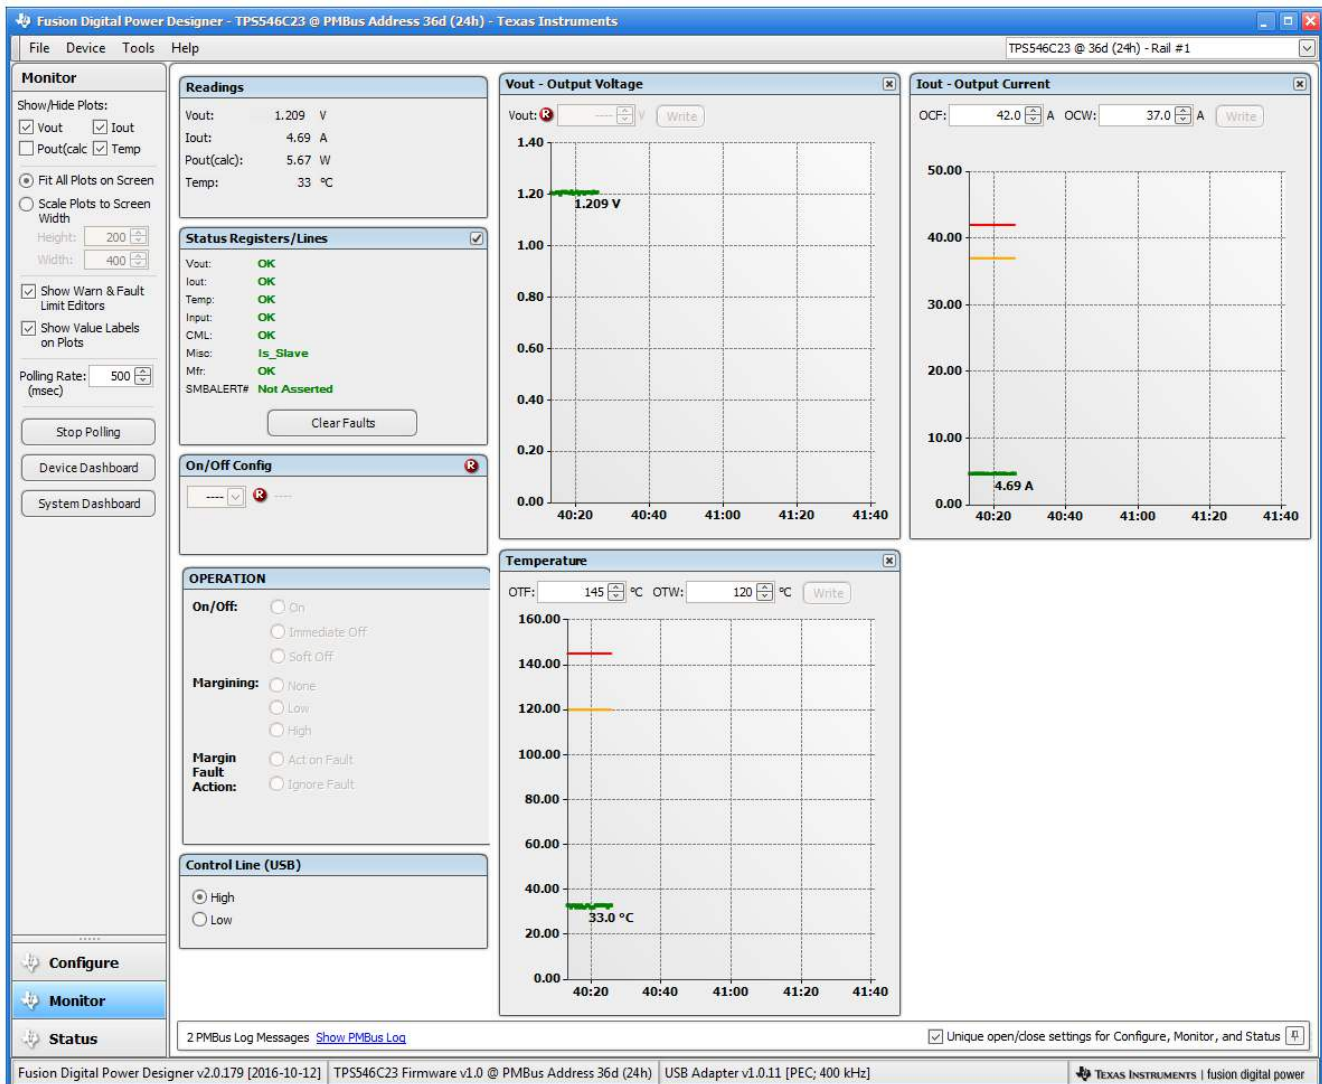 Fusion Digital Power Designer - TPS546C23 @ PMBus Address 36d (24h) - Texas Instruments
File Device Tools Help
TPS546C23 @ 36d (24h) - Rail #1
Monitor
Show/Hide Plots:
Vout Iout
Pout(calc Temp
Fit All Plots on Screen
Scale Plots to Screen
Width
Height: 200
Width: 400
Show Warn & Fault
Limit Editors
Show Value Labels
on Plots
Polling Rate: 500
(msec)
Stop Polling
Device Dashboard
System Dashboard
Configure
Monitor
Status
Readings
Vout: 1.209 V
Iout: 4.69 A
Pout(calc): 5.67 W
Temp: 33 ºC
Status Registers/Lines
Vout: OK
Iout: OK
Temp: OK
Input: OK
CML: OK
Misc: Is_Slave
Mfr: OK
SMBALERT# Not Asserted
Clear Faults
On/Off Config R
---- R ----
OPERATION
On/Off: On
Immediate Off
Soft Off
Margining: None
Low
High
Margin
Fault
Action:
Act on Fault
Ignore Fault
Control Line (USB)
High
Low
Vout - Output Voltage
Vout: R ---- V Write
1.40
1.20
1.209 V
1.00
0.80
0.60
0.40
0.20
0.00
40:20 40:40 41:00 41:20 41:40
Iout - Output Current
OCF: 42.0 A OCW: 37.0 A Write
50.00
40.00
30.00
20.00
10.00
4.69 A
0.00
40:20 40:40 41:00 41:20 41:40
Temperature
OTF: 145 ºC OTW: 120 ºC Write
160.00
140.00
120.00
100.00
80.00
60.00
40.00
33.0 ºC
20.00
0.00
40:20 40:40 41:00 41:20 41:40
2 PMBus Log Messages Show PMBus Log
Unique open/close settings for Configure, Monitor, and Status
Fusion Digital Power Designer v2.0.179 [2016-10-12] TPS546C23 Firmware v1.0 @ PMBus Address 36d (24h) USB Adapter v1.0.11 [PEC; 400 kHz] TEXAS INSTRUMENTS | fusion digital power